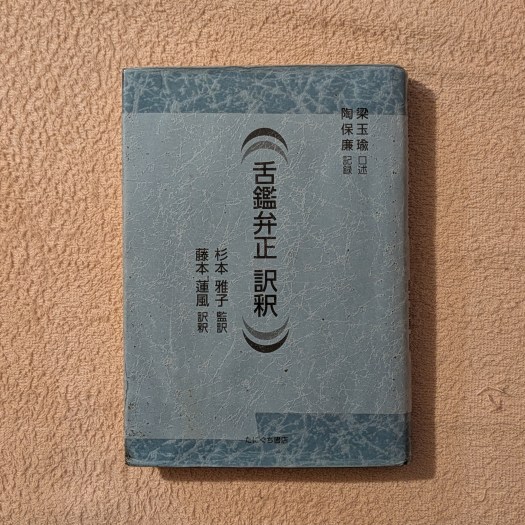 梁玉瑜 口述
陶保廉 記録
舌鑑弁正 訳釈
杉本 雅子 監訳
藤本 蓮風 訳釈
たにぐち書店